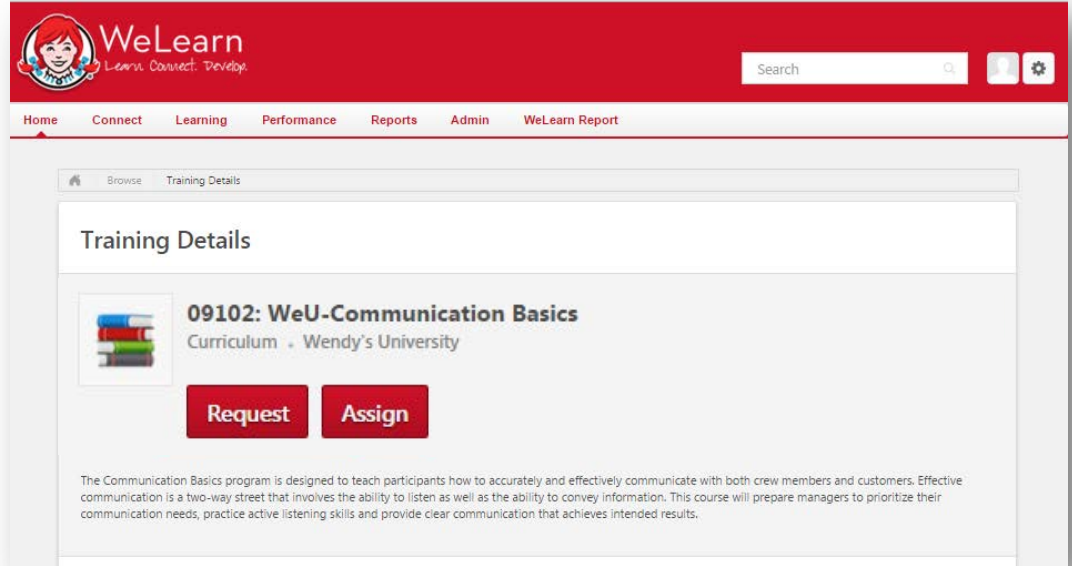 WeLearn
Learn. Connect. Develop.
Search
Home Connect Learning Performance Reports Admin WeLearn Report
Browse Training Details
Training Details
09102: WeU-Communication Basics
Curriculum • Wendy's University
Request Assign
The Communication Basics program is designed to teach participants how to accurately and effectively communicate with both crew members and customers. Effective
communication is a two-way street that involves the ability to listen as well as the ability to convey information. This course will prepare managers to prioritize their
communication needs, practice active listening skills and provide clear communication that achieves intended results.